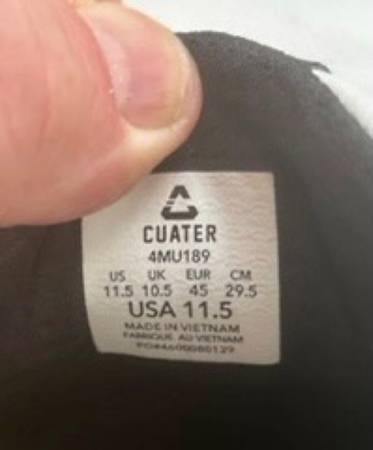 CUATER
4MU189
US UK EUR CM
11.5 10.5 45 29.5
USA 11.5
MADE IN VIETNAM
FABRIQUE AU VIETNAM